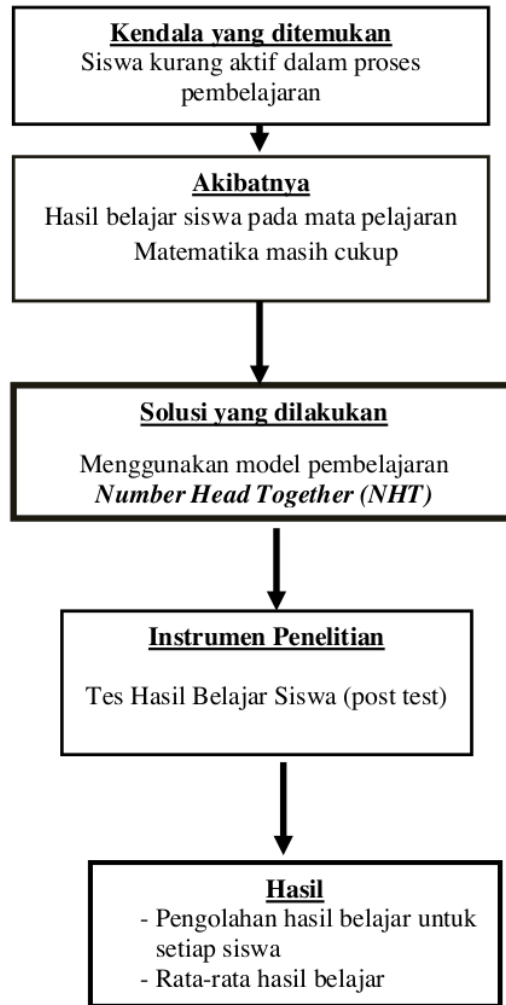 Kendala yang ditemukan
Siswa kurang aktif dalam proses
pembelajaran
Akibatnya
Hasil belajar siswa pada mata pelajaran
Matematika masih cukup
Solusi yang dilakukan
Menggunakan model pembelajaran
Number Head Together (NHT)
Instrumen Penelitian
Tes Hasil Belajar Siswa (post test)
Hasil
- Pengolahan hasil belajar untuk
setiap siswa
- Rata-rata hasil belajar